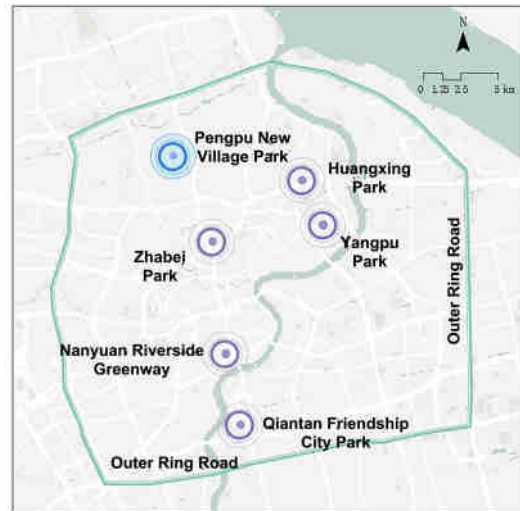 N
0 1.25 2.5 5 km
Pengpu New
Village Park
Huangxing
Park
Zhabei
Park
Yangpu
Park
Outer Ring Road
Nanyuan Riverside
Greenway
Qiantan Friendship
City Park
Outer Ring Road